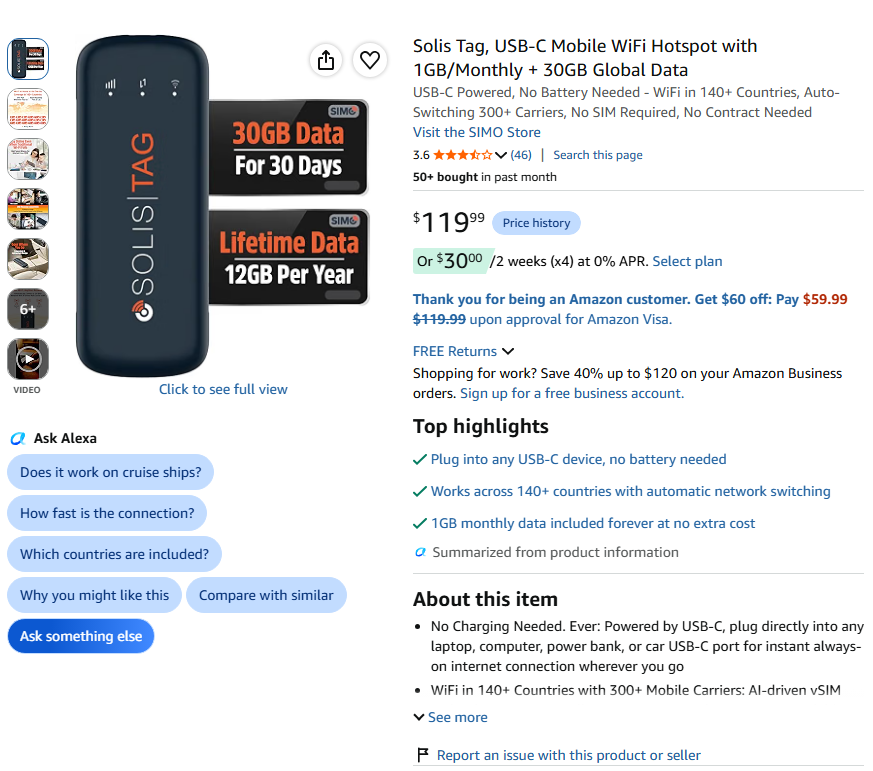 Solis Tag, USB-C Mobile WiFi Hotspot with
1GB/Monthly + 30GB Global Data
USB-C Powered, No Battery Needed - WiFi in 140+ Countries, Auto-
Switching 300+ Carriers, No SIM Required, No Contract Needed
Visit the SIMO Store
3.6 (46) | Search this page
50+ bought in past month
SOLIS|TAG
SIMO
30GB Data
For 30 Days
SIMO
Lifetime Data
12GB Per Year
6+
VIDEO
Click to see full view
$119.99 Price history
Or $30.00 /2 weeks (x4) at 0% APR. Select plan
Thank you for being an Amazon customer. Get $60 off: Pay $59.99
$119.99 upon approval for Amazon Visa.
FREE Returns
Shopping for work? Save 40% up to $120 on your Amazon Business
orders. Sign up for a free business account.
Ask Alexa
Does it work on cruise ships?
How fast is the connection?
Which countries are included?
Why you might like this
Compare with similar
Ask something else
Top highlights
Plug into any USB-C device, no battery needed
Works across 140+ countries with automatic network switching
1GB monthly data included forever at no extra cost
Summarized from product information
About this item
• No Charging Needed. Ever: Powered by USB-C, plug directly into any
laptop, computer, power bank, or car USB-C port for instant always-
on internet connection wherever you go
• WiFi in 140+ Countries with 300+ Mobile Carriers: AI-driven vSIM
See more
Report an issue with this product or seller